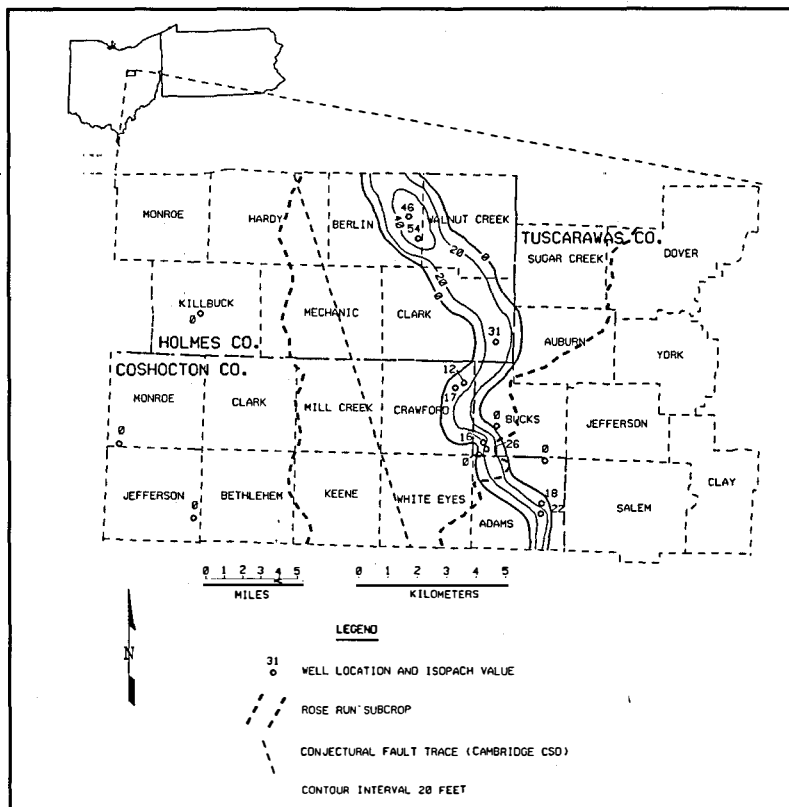 46
MONROE
HARDY
BERLIN
40
WALNUT CREEK
54
TUSCARAWAS CO.
20
0
SUGAR CREEK
DOVER
20
0
KILLBUCK
0
MECHANIC
CLARK
31
AUBURN
YORK
HOLMES CO.
COSHOCTON CO.
MONROE
CLARK
MILL CREEK
12
17
CRAWFORD
0
BUCKS
JEFFERSON
0
16
26
0
0
CLAY
JEFFERSON
0
BETHLEHEM
KEENE
WHITE EYES
ADAMS
18
22
SALEM
0 1 2 3 4 5
MILES
0 1 2 3 4 5
KILOMETERS
N
LEGEND
31
WELL LOCATION AND ISOPACH VALUE
ROSE RUN SUBCROP
CONJECTURAL FAULT TRACE (CAMBRIDGE CSD)
CONTOUR INTERVAL 20 FEET